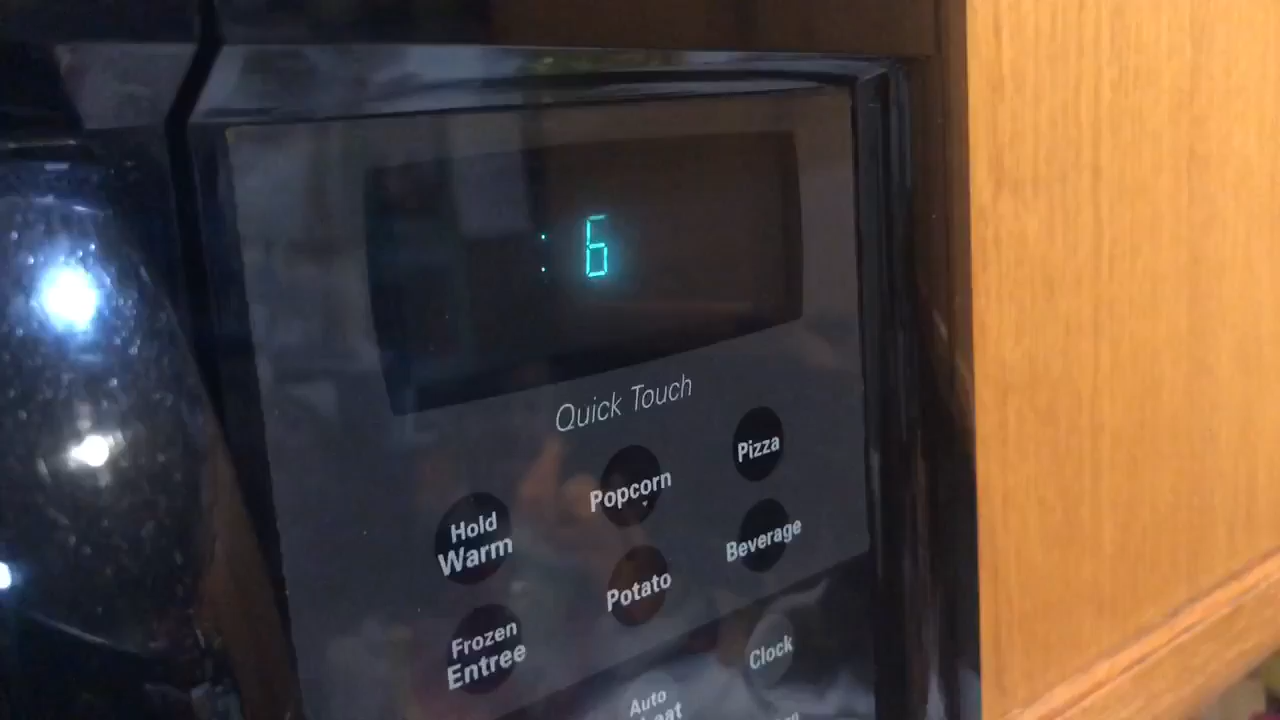 : 6
Quick Touch
Hold
Warm
Popcorn
Pizza
Frozen
Entree
Potato
Beverage
Auto
Clock